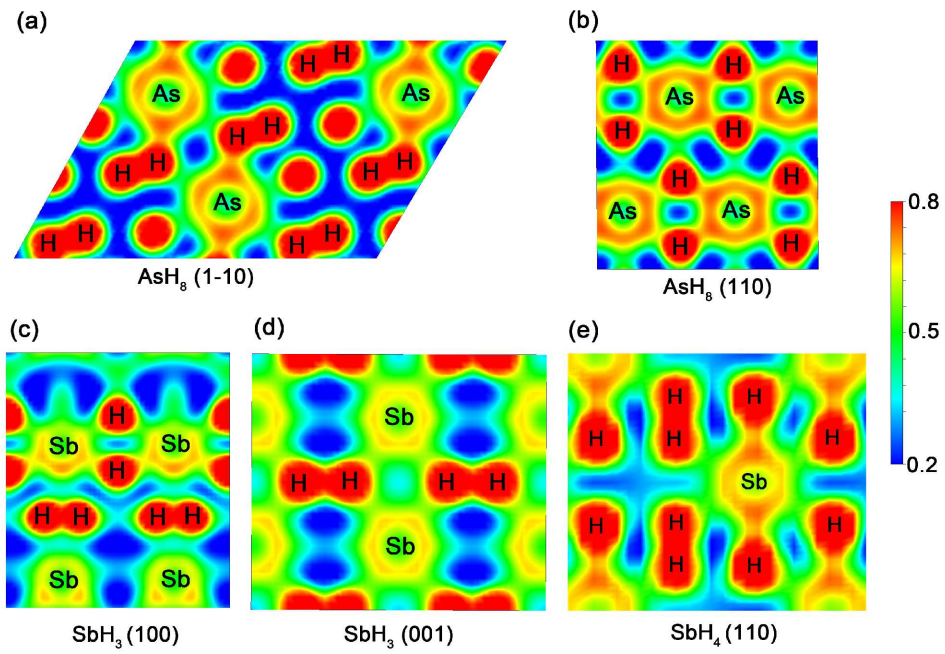 (a)
(b)
H H
H H
As As
As As
H H
H H
H H H H
H H
As
As As
H H H H
H H
AsH8 (1-10)
AsH8 (110)
0.8
0.5
0.2
(c)
(d)
(e)
H
Sb Sb
H
H H H H
Sb Sb
SbH3 (100)
Sb
H H H H
Sb
SbH3 (001)
H H
H H H
Sb
H H H
H H
SbH4 (110)